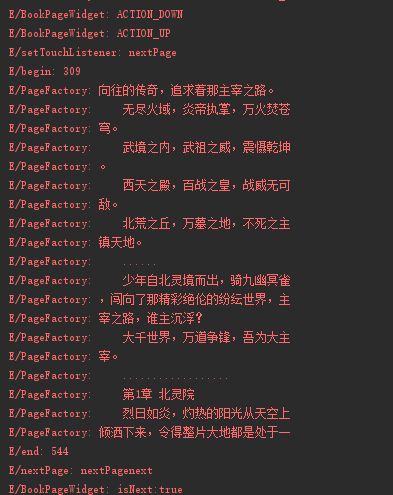 E/BookPageWidget: ACTION_DOWN
E/BookPageWidget: ACTION_UP
E/setTouchListener: nextPage
E/begin: 309
E/PageFactory: 向往的传奇，追求着那主宰之路。
E/PageFactory:     无尽火域，炎帝执掌，万火焚苍
E/PageFactory: 穹。
E/PageFactory:     武境之内，武祖之威，震慑乾坤
E/PageFactory: 。
E/PageFactory:     西天之殿，百战之皇，战威无可
E/PageFactory: 敌。
E/PageFactory:     北荒之丘，万墓之地，不死之主
E/PageFactory: 镇天地。
E/PageFactory:     ......
E/PageFactory:     少年自北灵境而出，骑九幽冥雀
E/PageFactory: ，闯向了那精彩绝伦的纷纭世界，主
E/PageFactory: 宰之路，谁主沉浮？
E/PageFactory:     大千世界，万道争锋，吾为大主
E/PageFactory: 宰。
E/PageFactory:     ..................
E/PageFactory:     第1章 北灵院
E/PageFactory:     烈日如炎，灼热的阳光从天空上
E/PageFactory: 倾洒下来，令得整片大地都是处于一
E/end: 544
E/nextPage: nextPagenext
E/BookPageWidget: isNext:true